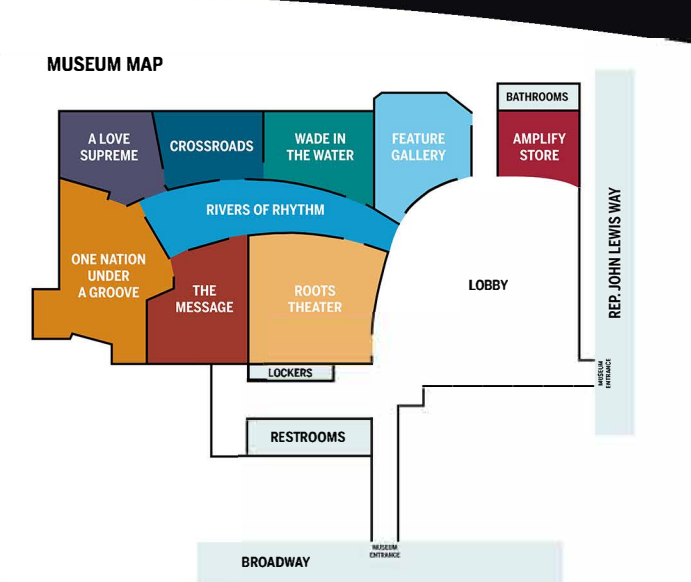 MUSEUM MAP
BATHROOMS
A LOVE
SUPREME
CROSSROADS
WADE IN
THE WATER
FEATURE
GALLERY
AMPLIFY
STORE
RIVERS OF RHYTHM
ONE NATION
UNDER
A GROOVE
THE
MESSAGE
ROOTS
THEATER
LOBBY
REP. JOHN LEWIS WAY
MUSEUM
ENTRANCE
LOCKERS
RESTROOMS
MUSEUM
ENTRANCE
BROADWAY